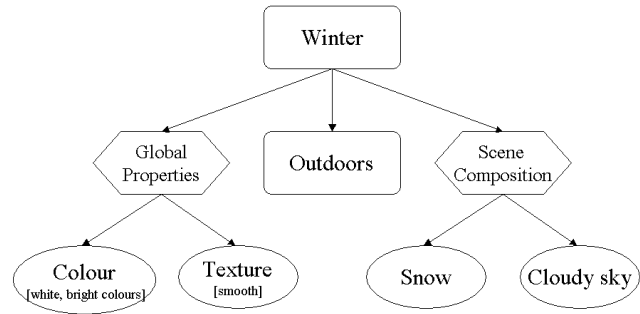 Winter
Global
Properties
Outdoors
Scene
Composition
Colour
[white, bright colours]
Texture
[smooth]
Snow
Cloudy sky